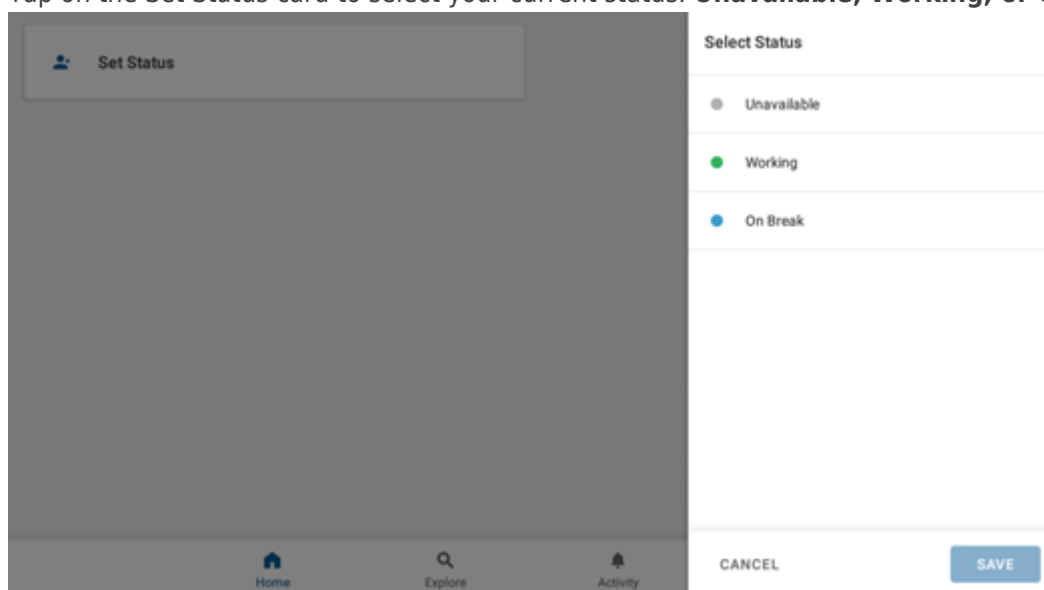 Tap on the Set Status card to select your current status: Unavailable, Working, or
Set Status
Select Status
Unavailable
Working
On Break
Home
Explore
Activity
CANCEL
SAVE